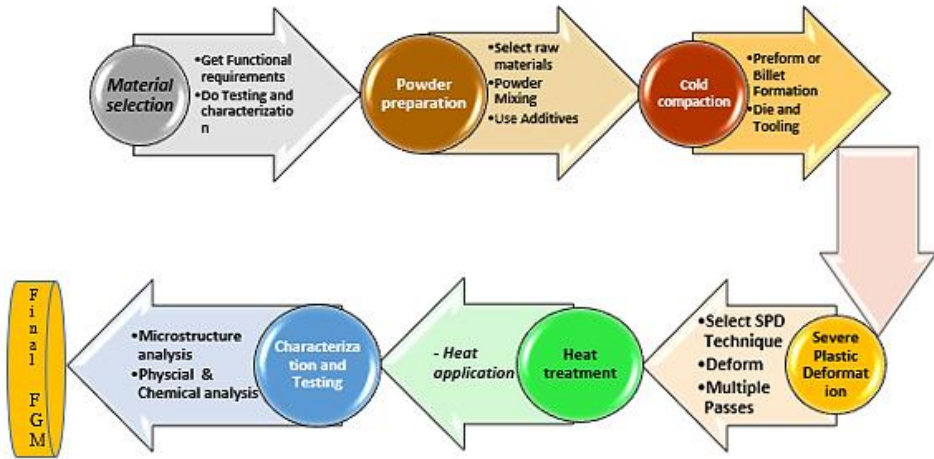 Material
selection
•Get Functional
requirements
•Do Testing and
characterizatio
n
Powder
preparation
•Select raw
materials
•Powder
Mixing
•Use Additives
Cold
compaction
•Preform or
Billet
Formation
•Die and
Tooling
Severe
Plastic
Deformat
ion
•Select SPD
Technique
•Deform
•Multiple
Passes
Heat
treatment
- Heat
application
Characteriza
tion and
Testing
•Microstructure
analysis
•Physcial & 
Chemical analysis
Final FGM